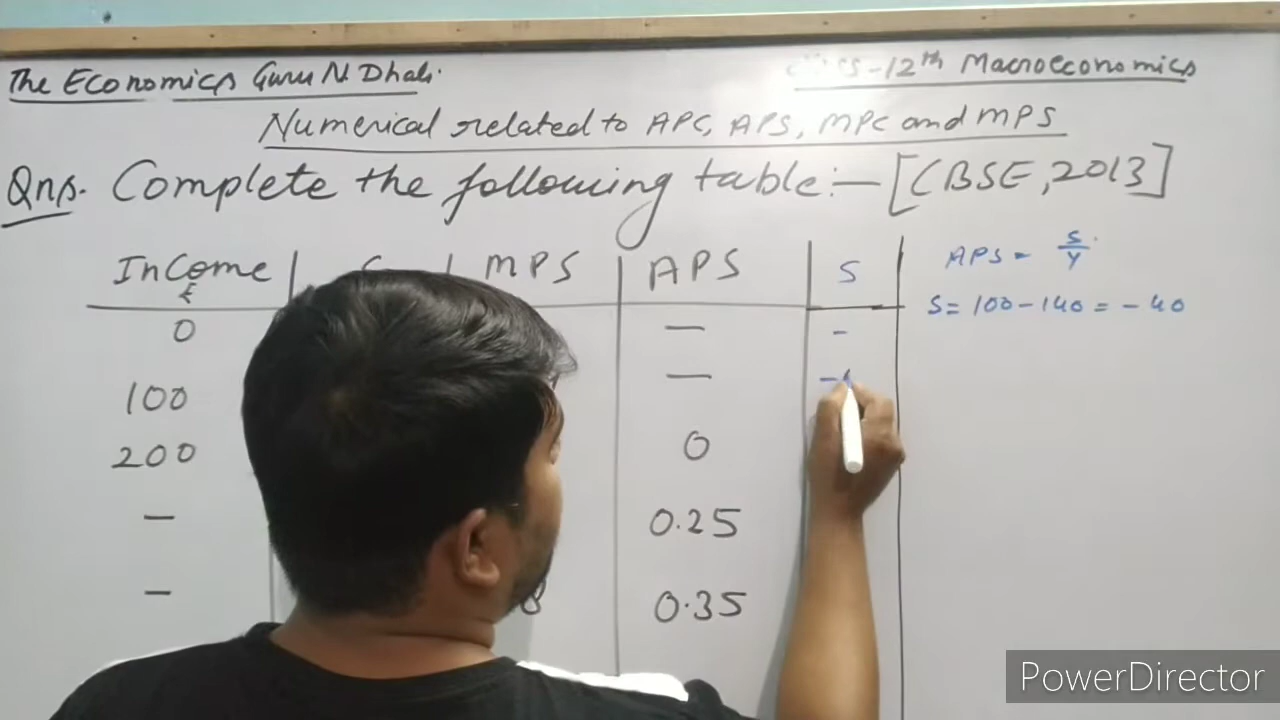 The Economics Guru N. Dhali
-12th Macroeconomics
Numerical related to APC, APS, MPC and MPS
Qns. Complete the following table:- [CBSE, 2013]
Income MPS APS S APS = S/Y
₹
0 — - S = 100 - 140 = - 40
100 — -
200 0
— 0.25
— 8 0.35
PowerDirector